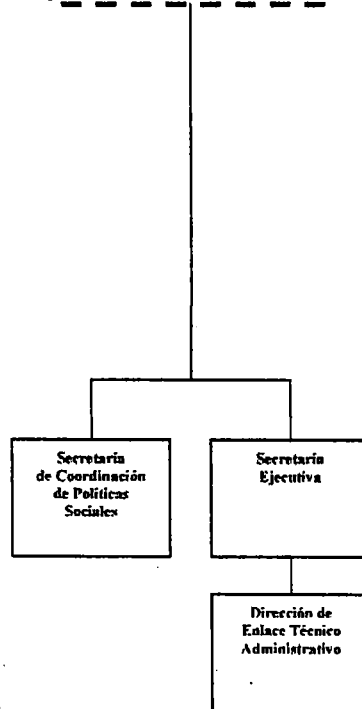 Secretaría
de Coordinación
de Políticas
Sociales
Secretaría
Ejecutiva
Dirección de
Enlace Técnico
Administrativo